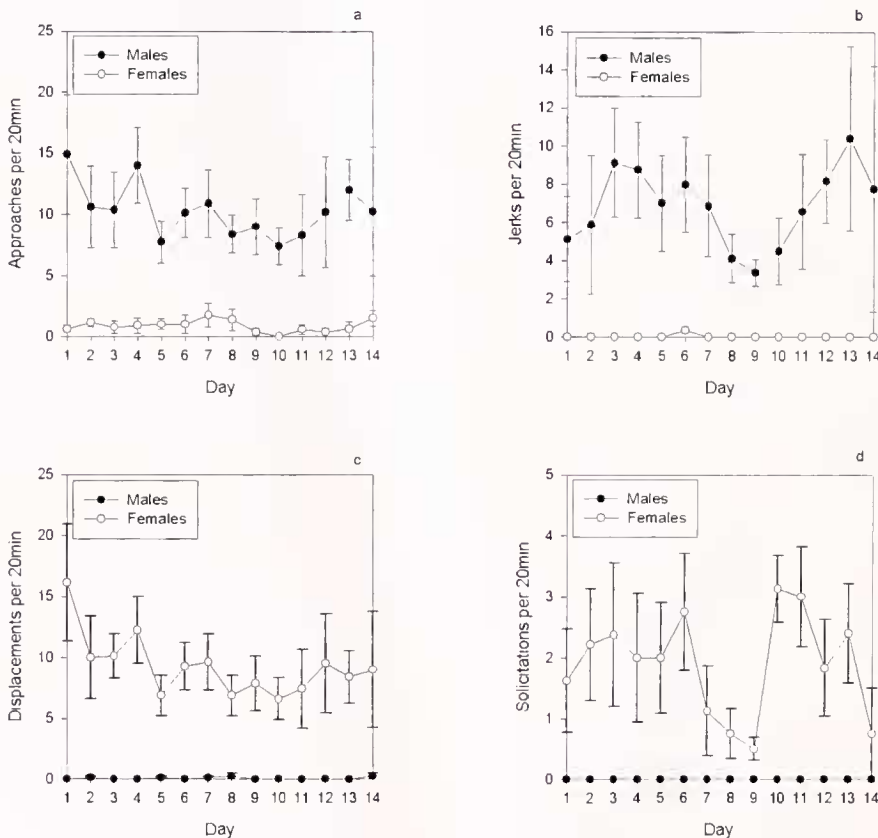 a
25
20
15
10
5
0
Approaches per 20min
Males
Females
1 2 3 4 5 6 7 8 9 10 11 12 13 14
Day
b
16
14
12
10
8
6
4
2
0
Jerks per 20min
Males
Females
1 2 3 4 5 6 7 8 9 10 11 12 13 14
Day
c
25
20
15
10
5
0
Displacements per 20min
Males
Females
1 2 3 4 5 6 7 8 9 10 11 12 13 14
Day
d
5
4
3
2
1
0
Solicitations per 20min
Males
Females
1 2 3 4 5 6 7 8 9 10 11 12 13 14
Day